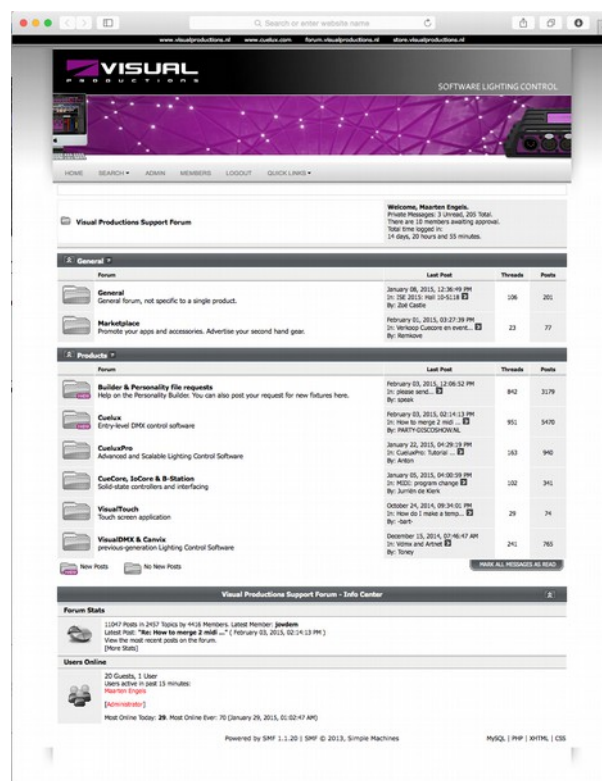 Search or enter website name
www.visualproductions.nl www.cuelux.com forum.visualproductions.nl store.visualproductions.nl
VISUAL
PRODUCTIONS
SOFTWARE LIGHTING CONTROL
HOME SEARCH ADMIN MEMBERS LOGOUT QUICK LINKS
Visual Productions Support Forum
Welcome, Maarten Engels.
Private Messages: 3 Unread, 205 Total.
There are 10 members awaiting approval.
Total time logged in:
14 days, 20 hours and 55 minutes.
General
Forum Last Post Threads Posts
General
General forum, not specific to a single product.
January 08, 2015, 12:36:49 PM
In: ISE 2015: Hall 10-S118
By: Zoë Castle
106 201
Marketplace
Promote your apps and accessories. Advertise your second hand gear.
February 01, 2015, 03:27:39 PM
In: Verkoop Cuecore en event...
By: Remkove
23 77
Products
Forum Last Post Threads Posts
Builder & Personality file requests
Help on the Personality Builder. You can also post your request for new fixtures here.
February 03, 2015, 12:06:52 PM
In: please send...
By: speak
842 3179
Cuelux
Entry-level DMX control software
February 03, 2015, 02:14:13 PM
In: How to merge 2 midi ...
By: PARTY-DISCOSHOW.NL
951 5470
CueluxPro
Advanced and Scalable Lighting Control Software
January 22, 2015, 04:29:19 PM
In: CueluxPro: Tutorial ...
By: Anton
163 940
CueCore, IoCore & B-Station
Solid-state controllers and interfacing
January 05, 2015, 04:00:59 PM
In: MIDI: program change
By: Jurriën de Klerk
102 341
VisualTouch
Touch screen application
October 24, 2014, 09:34:01 PM
In: How do I make a temp...
By: -bart-
29 74
VisualDMX & Canvix
previous-generation Lighting Control Software
December 15, 2014, 07:46:47 AM
In: Vdmx and Artnet
By: Toney
241 765
New Posts No New Posts MARK ALL MESSAGES AS READ
Visual Productions Support Forum - Info Center
Forum Stats
11047 Posts in 2457 Topics by 4416 Members. Latest Member: jowdem
Latest Post: "Re: How to merge 2 midi ..." ( February 03, 2015, 02:14:13 PM )
View the most recent posts on the forum.
[More Stats]
Users Online
20 Guests, 1 User
Users active in past 15 minutes:
Maarten Engels
[Administrator]
Most Online Today: 29. Most Online Ever: 70 (January 29, 2015, 01:02:47 AM)
Powered by SMF 1.1.20 | SMF © 2013, Simple Machines MySQL | PHP | XHTML | CSS